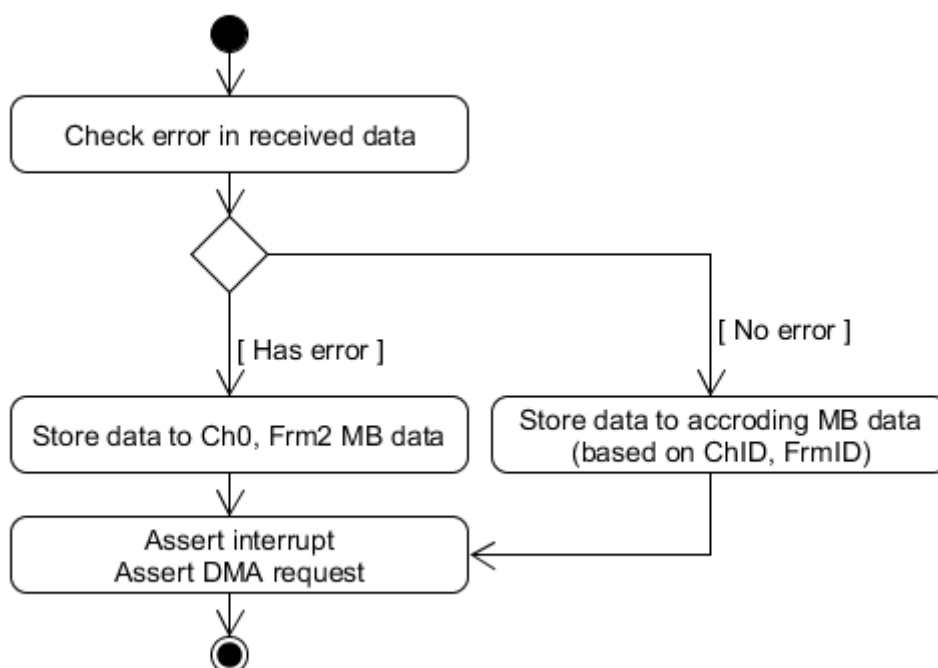 Check error in received data
[ Has error ]
[ No error ]
Store data to Ch0, Frm2 MB data
Store data to accroding MB data
(based on ChID, FrmID)
Assert interrupt
Assert DMA request